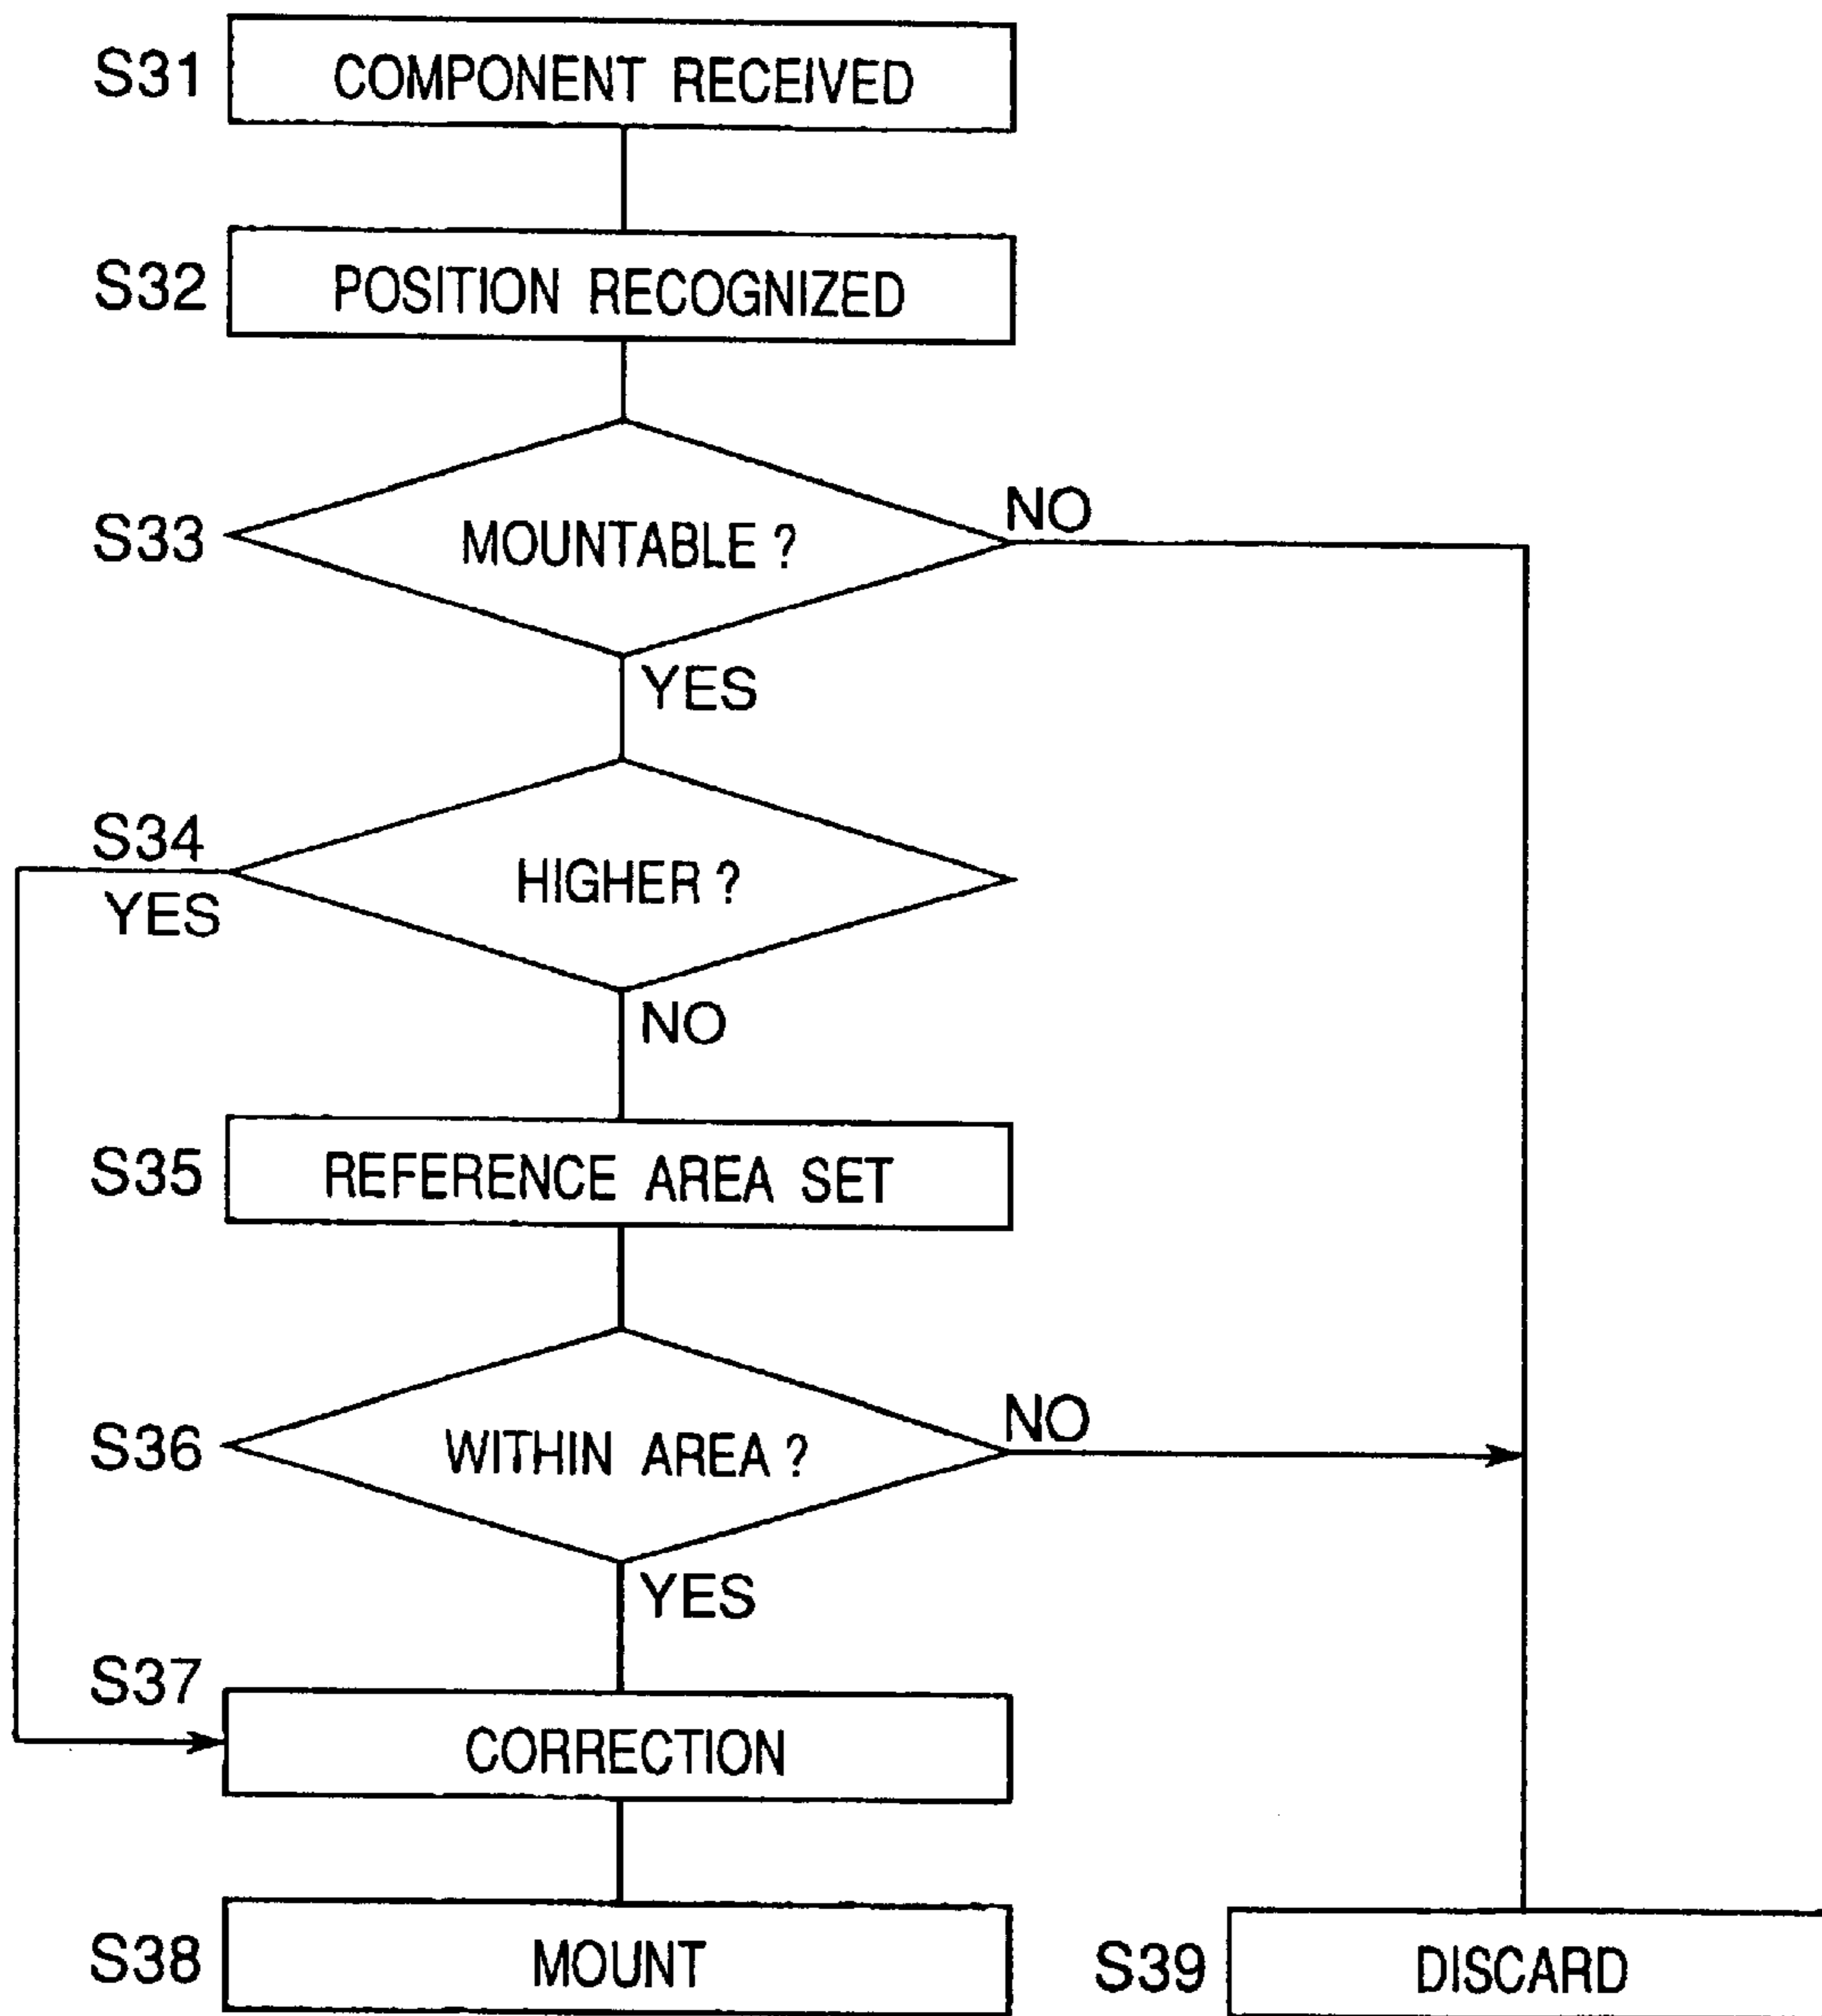 S31
COMPONENT RECEIVED
S32
POSITION RECOGNIZED
S33
MOUNTABLE ?
NO
YES
S34
HIGHER ?
YES
NO
S35
REFERENCE AREA SET
S36
WITHIN AREA ?
NO
YES
S37
CORRECTION
S38
MOUNT
S39
DISCARD